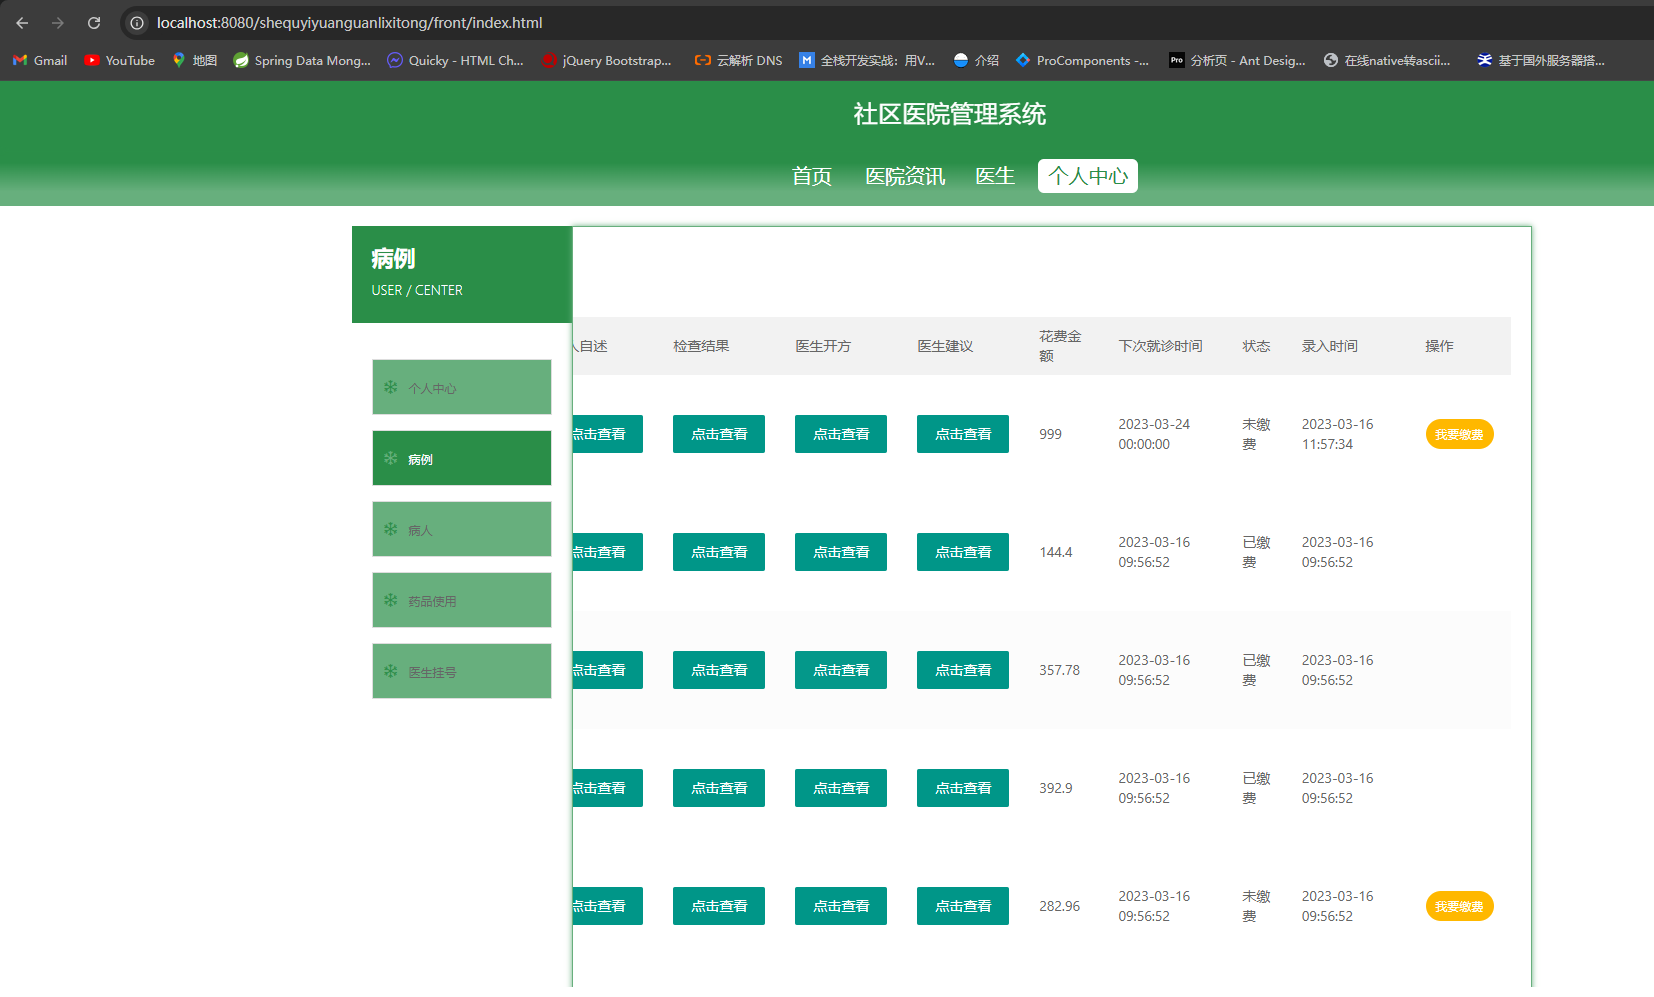 localhost:8080/shequyiyuanguanlixitong/front/index.html
Gmail YouTube 地图 Spring Data Mong... Quicky - HTML Ch... jQuery Bootstrap... 云解析 DNS 全栈开发实战：用V... 介绍 ProComponents -... 分析页 - Ant Desig... 在线native转ascii... 基于国外服务器搭...
社区医院管理系统
首页 医院资讯 医生 个人中心
病例
USER / CENTER
个人中心
病例
病人
药品使用
医生挂号
人自述 检查结果 医生开方 医生建议 花费金额 下次就诊时间 状态 录入时间 操作
点击查看 点击查看 点击查看 点击查看 999 2023-03-24 00:00:00 未缴费 2023-03-16 11:57:34 我要缴费
点击查看 点击查看 点击查看 点击查看 144.4 2023-03-16 09:56:52 已缴费 2023-03-16 09:56:52
点击查看 点击查看 点击查看 点击查看 357.78 2023-03-16 09:56:52 已缴费 2023-03-16 09:56:52
点击查看 点击查看 点击查看 点击查看 392.9 2023-03-16 09:56:52 已缴费 2023-03-16 09:56:52
点击查看 点击查看 点击查看 点击查看 282.96 2023-03-16 09:56:52 未缴费 2023-03-16 09:56:52 我要缴费